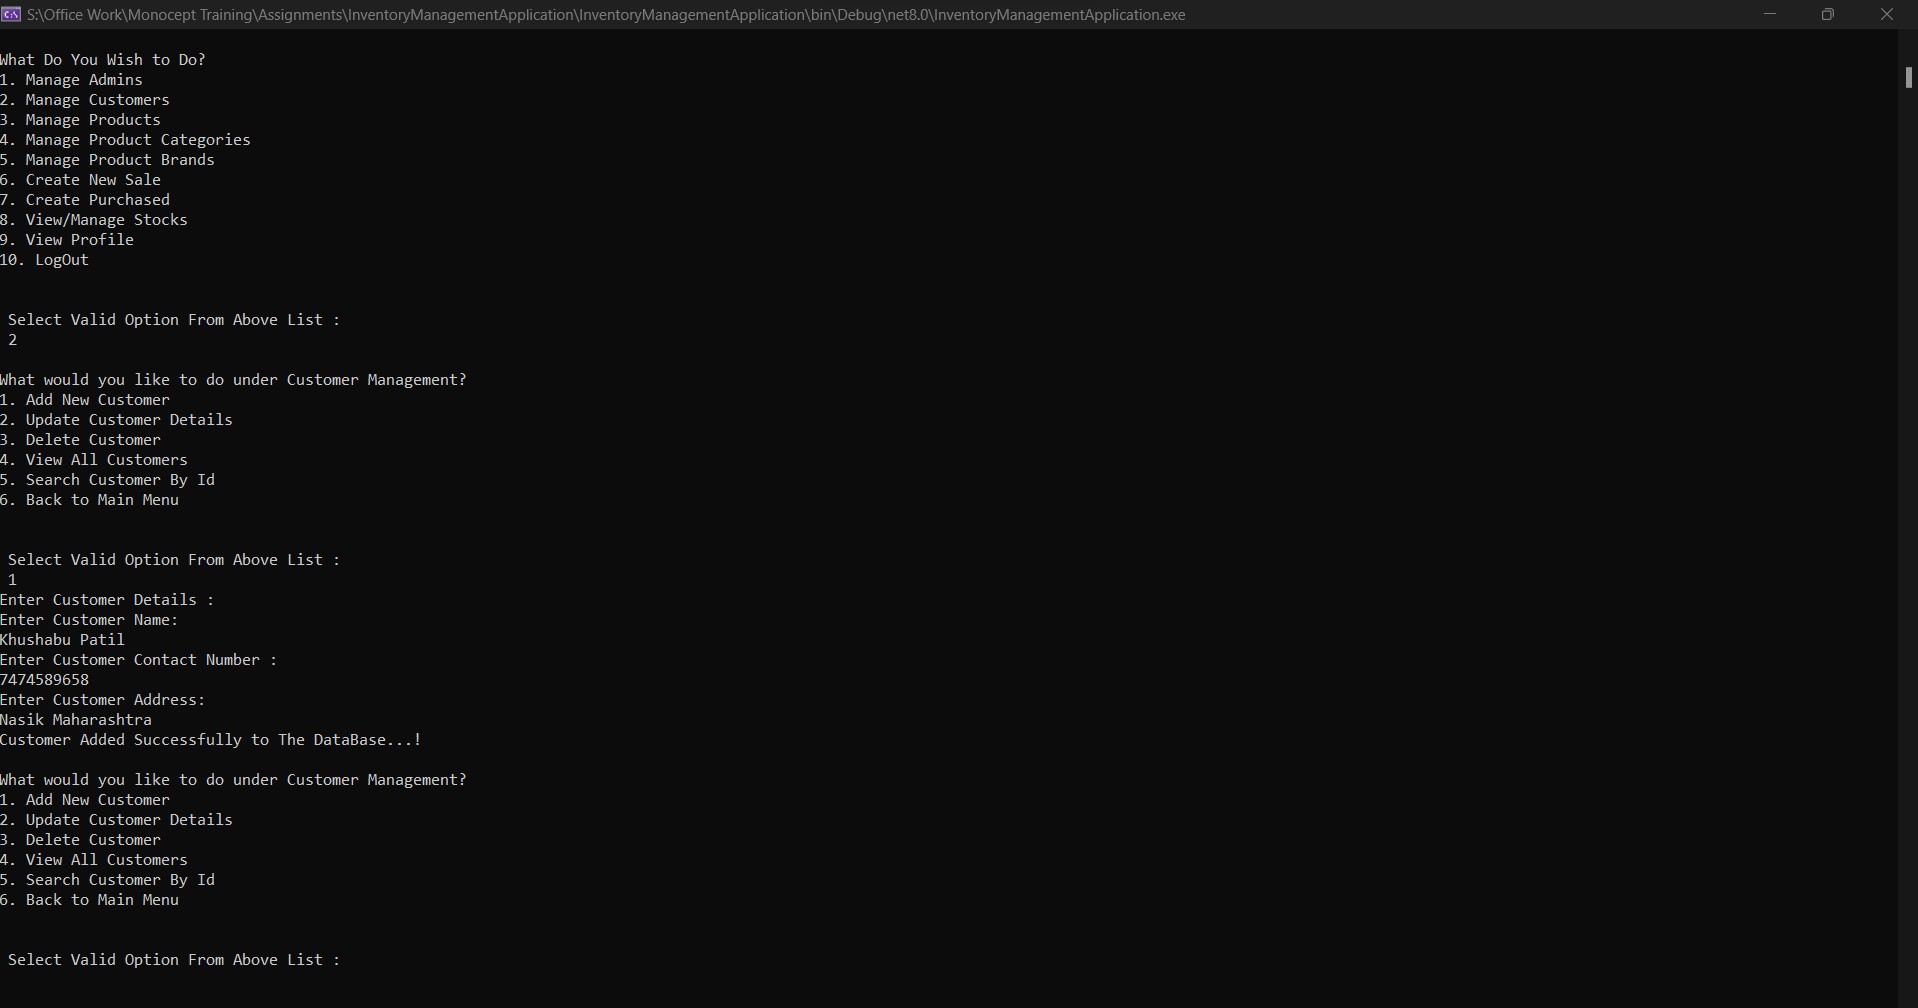 S:\Office Work\Monocept Training\Assignments\InventoryManagementApplication\InventoryManagementApplication\bin\Debug\net8.0\InventoryManagementApplication.exe
What Do You Wish to Do?
1. Manage Admins
2. Manage Customers
3. Manage Products
4. Manage Product Categories
5. Manage Product Brands
6. Create New Sale
7. Create Purchased
8. View/Manage Stocks
9. View Profile
10. LogOut
Select Valid Option From Above List :
2
What would you like to do under Customer Management?
1. Add New Customer
2. Update Customer Details
3. Delete Customer
4. View All Customers
5. Search Customer By Id
6. Back to Main Menu
Select Valid Option From Above List :
1
Enter Customer Details :
Enter Customer Name:
Khushabu Patil
Enter Customer Contact Number :
7474589658
Enter Customer Address:
Nasik Maharashtra
Customer Added Successfully to The DataBase...!
What would you like to do under Customer Management?
1. Add New Customer
2. Update Customer Details
3. Delete Customer
4. View All Customers
5. Search Customer By Id
6. Back to Main Menu
Select Valid Option From Above List :